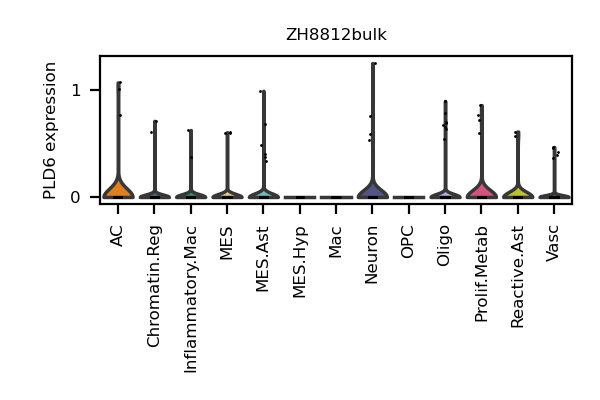 ZH8812bulk
PLD6 expression
1
0
AC
Chromatin.Reg
Inflammatory.Mac
MES
MES.Ast
MES.Hyp
Mac
Neuron
OPC
Oligo
Prolif.Metab
Reactive.Ast
Vasc